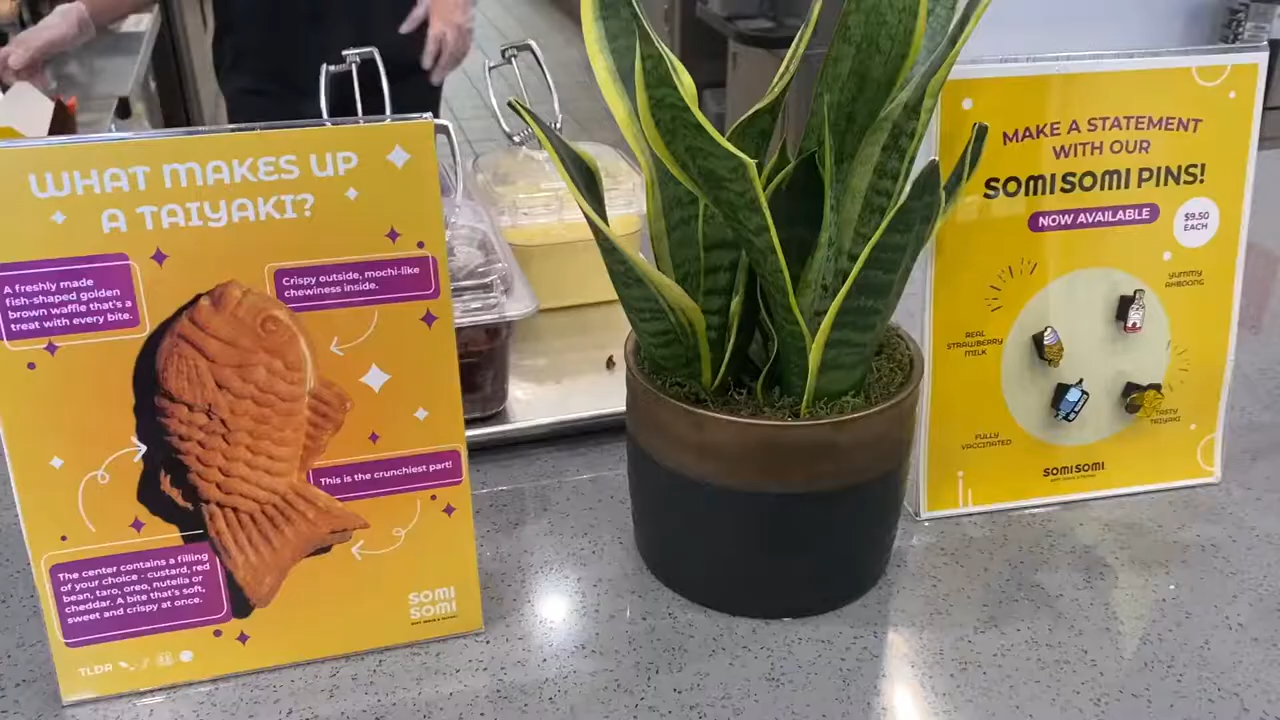 WHAT MAKES UP
A TAIYAKI?
A freshly made
fish-shaped golden
brown waffle that's a
treat with every bite.
Crispy outside, mochi-like
chewiness inside.
This is the crunchiest part!
The center contains a filling
of your choice - custard, red
bean, taro, oreo, nutella or
cheddar. A bite that's soft,
sweet and crispy at once.
TLDR
SOMI
SOMI
MAKE A STATEMENT
WITH OUR
SOMISOMI PINS!
NOW AVAILABLE
$9.50
EACH
YUMMY
AHBOONG
REAL
STRAWBERRY
MILK
TASTY
TAIYAKI
FULLY
VACCINATED
SOMISOMI